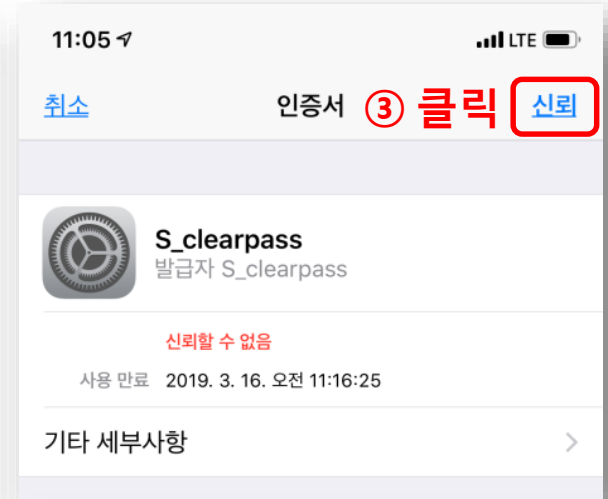 11:05 LTE
취소 인증서 ③ 클릭 신뢰
S_clearpass
발급자 S_clearpass
신뢰할 수 없음
사용 만료 2019. 3. 16. 오전 11:16:25
기타 세부사항